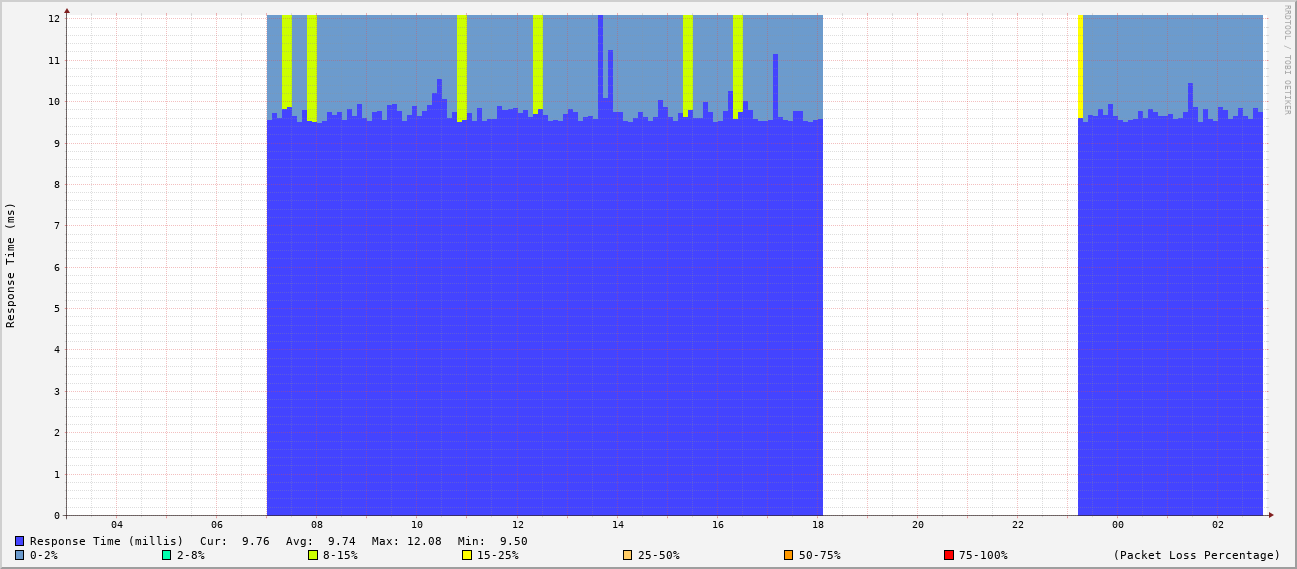 RRDTOOL / TOBI OETIKER
Response Time (ms)
12
11
10
9
8
7
6
5
4
3
2
1
0
04 06 08 10 12 14 16 18 20 22 00 02
Response Time (millis) Cur: 9.76 Avg: 9.74 Max: 12.08 Min: 9.50
0-2% 2-8% 8-15% 15-25% 25-50% 50-75% 75-100% (Packet Loss Percentage)